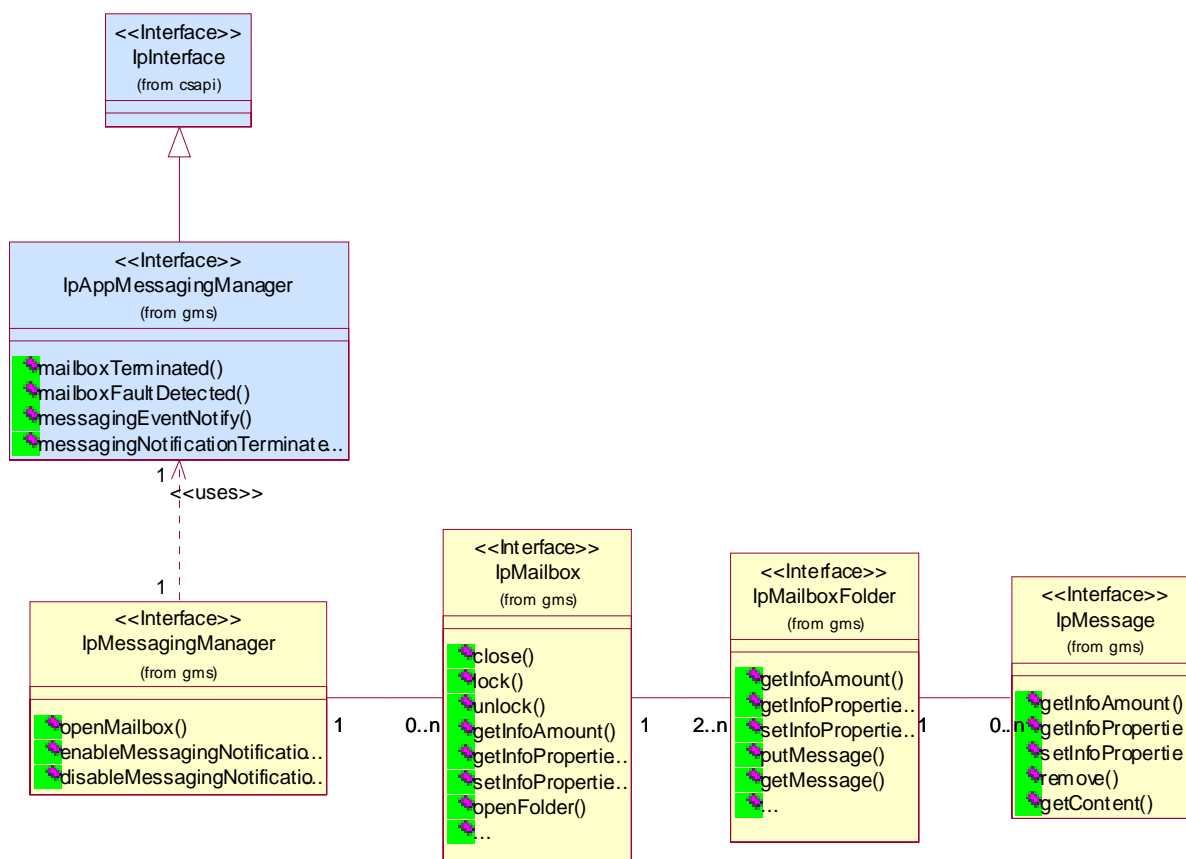 <<Interface>>
IpInterface
(from csapi)
<<Interface>>
IpAppMessagingManager
(from gms)
mailboxTerminated()
mailboxFaultDetected()
messagingEventNotify()
messagingNotificationTerminate...
1
<<uses>>
1
<<Interface>>
IpMessagingManager
(from gms)
openMailbox()
enableMessagingNotificatio...
disableMessagingNotificatio...
1
0..n
<<Interface>>
IpMailbox
(from gms)
close()
lock()
unlock()
getInfoAmount()
getInfoPropertie...
setInfoPropertie...
openFolder()
...
1
2..n
<<Interface>>
IpMailboxFolder
(from gms)
getInfoAmount()
getInfoPropertie...
setInfoPropertie...
putMessage()
getMessage()
...
1
0..n
<<Interface>>
IpMessage
(from gms)
getInfoAmount()
getInfoPropertie
setInfoPropertie
remove()
getContent()